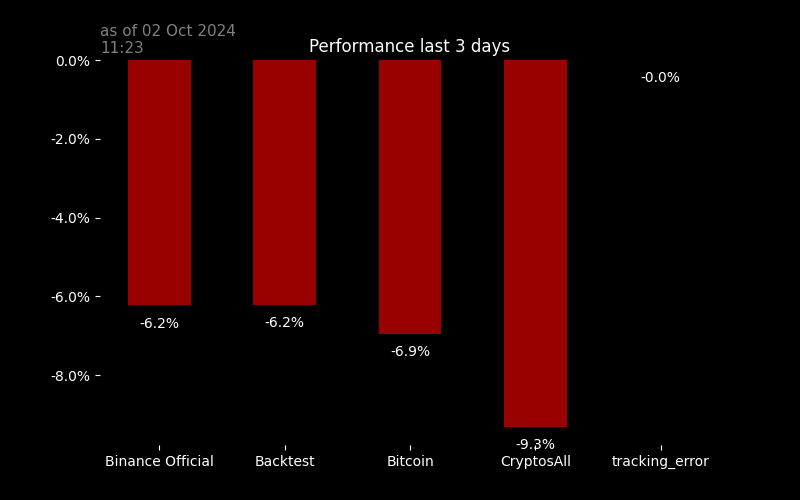 as of 02 Oct 2024
11:23
Performance last 3 days
0.0%
-2.0%
-4.0%
-6.0%
-8.0%
-6.2%
-6.2%
-6.9%
-9.3%
-0.0%
Binance Official
Backtest
Bitcoin
CryptosAll
tracking_error